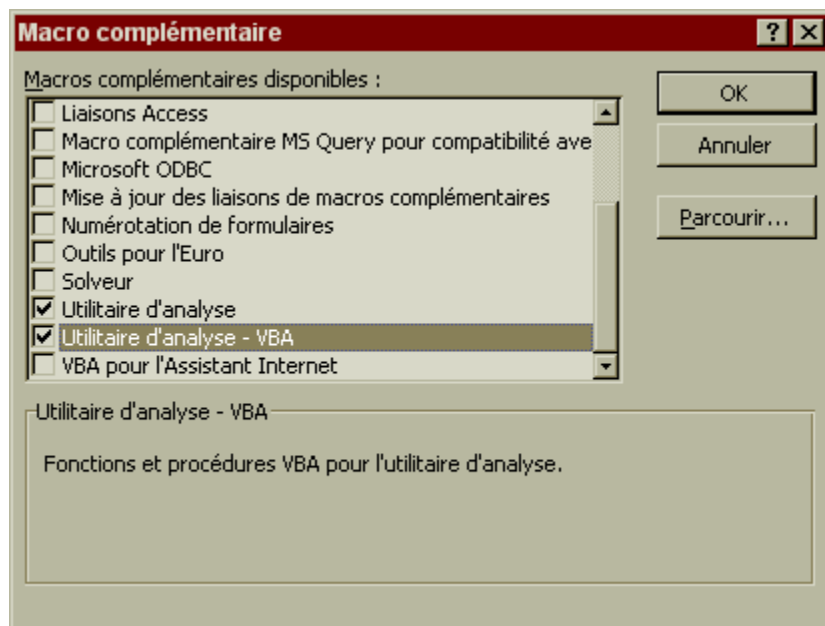 Macro complémentaire
Macros complémentaires disponibles :
Liaisons Access
Macro complémentaire MS Query pour compatibilité ave
Microsoft ODBC
Mise à jour des liaisons de macros complémentaires
Numérotation de formulaires
Outils pour l'Euro
Solveur
Utilitaire d'analyse
Utilitaire d'analyse - VBA
VBA pour l'Assistant Internet
OK
Annuler
Parcourir...
Utilitaire d'analyse - VBA
Fonctions et procédures VBA pour l'utilitaire d'analyse.